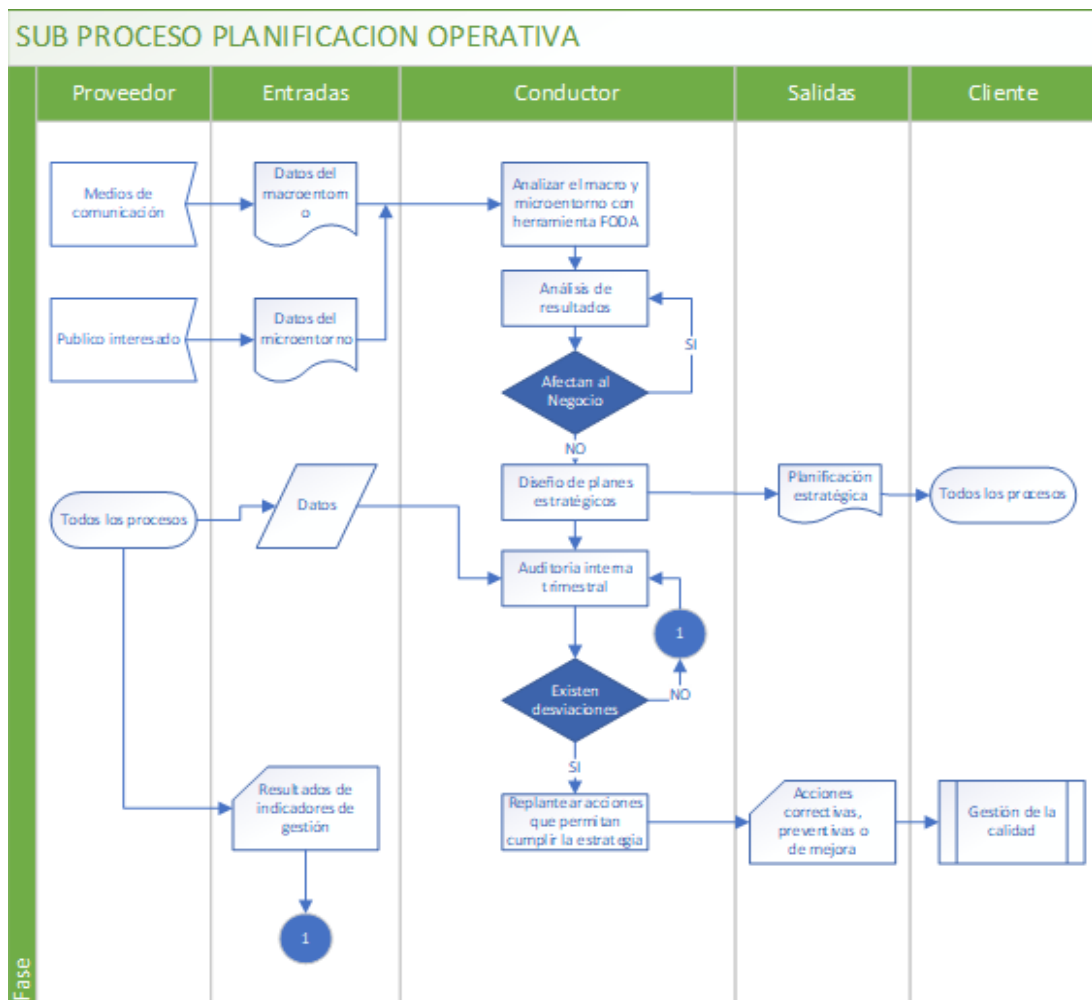 SUB PROCESO PLANIFICACION OPERATIVA
Proveedor
Entradas
Conductor
Salidas
Cliente
Medios de
comunicación
Datos del
macroentorn
o
Analizar el macro y
microentorno con
herramienta FODA
Análisis de
resultados
Publico interesado
Datos del
microentorno
SI
Afectan al
Negocio
NO
Todos los procesos
Datos
Diseño de planes
estratégicos
Planificación
estratégica
Todos los procesos
Auditoria interna
trimestral
1
Existen
desviaciones
NO
SI
Resultados de
indicadores de
gestión
Replantear acciones
que permitan
cumplir la estrategia
Acciones
correctivas,
preventivas o
de mejora
Gestión de la
calidad
1
Fase